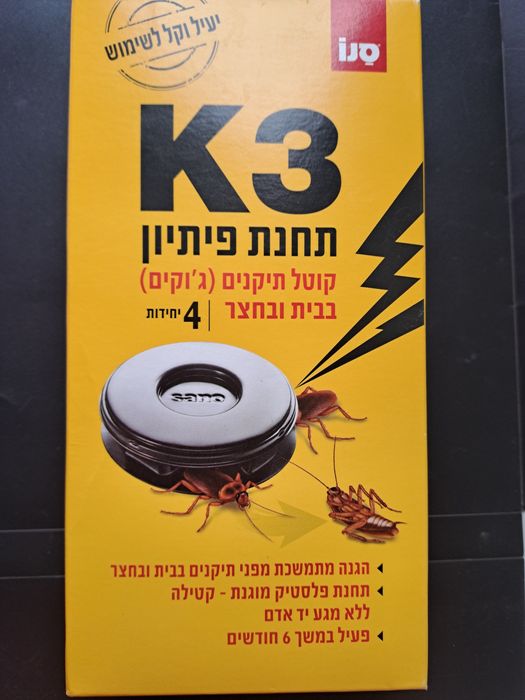 יעיל וקל לשימוש
סנו
K3
תחנת פיתיון
קוטל תיקנים (ג'וקים)
בבית ובחצר | 4 יחידות
sano
הגנה מתמשכת מפני תיקנים בבית ובחצר
תחנת פלסטיק מוגנת - קטילה
ללא מגע יד אדם
פעיל במשך 6 חודשים